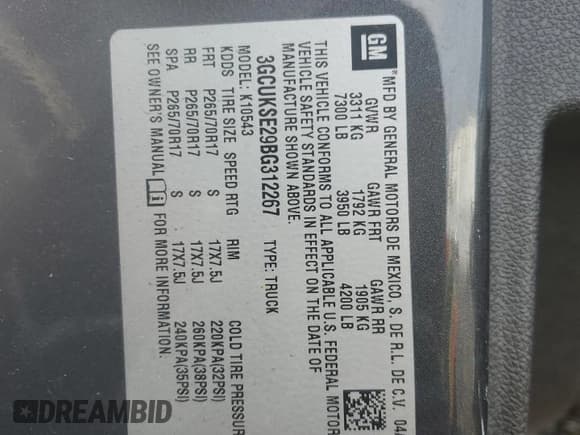 GM
*MFD BY GENERAL MOTORS DE MEXICO, S. DE R.L. DE C.V. 04
GVWR GAWR FRT GAWR RR
3311 KG 1792 KG 1905 KG
7300 LB 3950 LB 4200 LB
THIS VEHICLE CONFORMS TO ALL APPLICABLE U.S. FEDERAL MOTOR
VEHICLE SAFETY STANDARDS IN EFFECT ON THE DATE OF
MANUFACTURE SHOWN ABOVE.
3GCUKSE29BG312267 TYPE: TRUCK
MODEL: K10543
KDDS TIRE SIZE SPEED RTG RIM COLD TIRE PRESSUR
FRT P265/70R17 S 17X7.5J 220KPA(32PSI)
RR P265/70R17 S 17X7.5J 260KPA(38PSI)
SPA P265/70R17 S 17X7.5J 240KPA(35PSI)
SEE OWNER'S MANUAL i FOR MORE INFORMATION.
DREAMBID